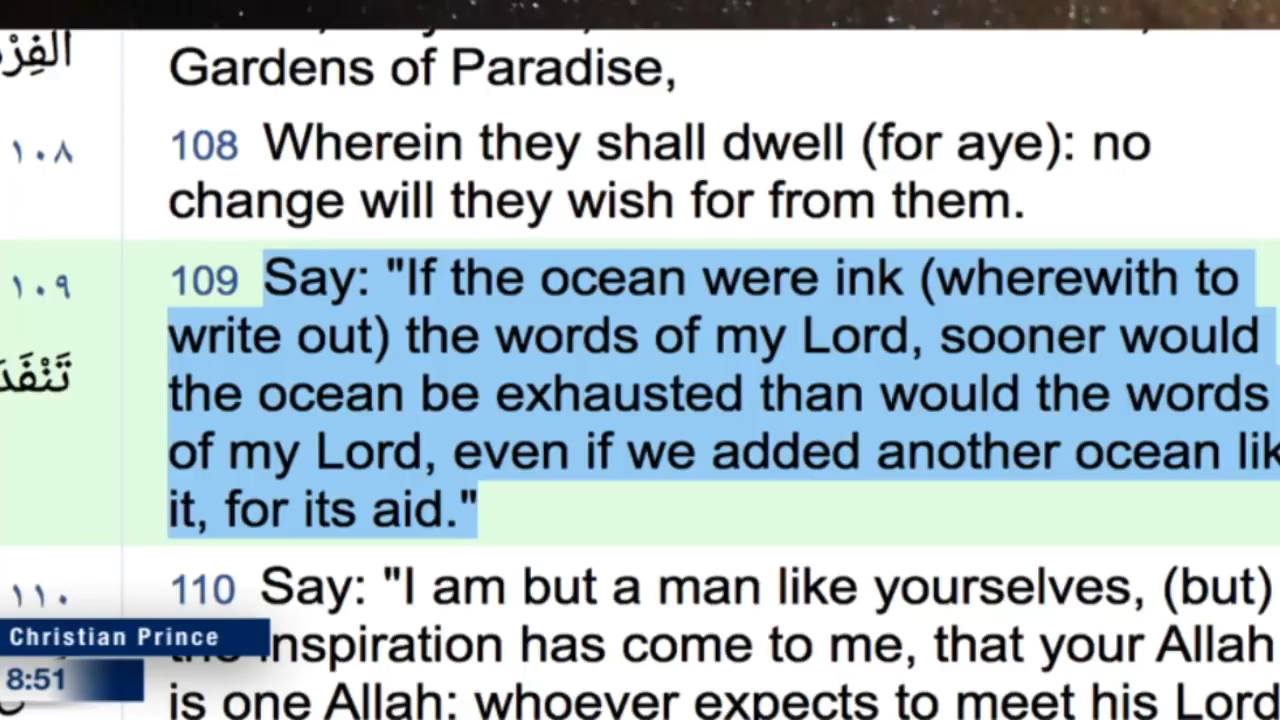 الفِرْ
Gardens of Paradise,
١٠٨
108 Wherein they shall dwell (for aye): no
change will they wish for from them.
١٠٩
109 Say: "If the ocean were ink (wherewith to
write out) the words of my Lord, sooner would
تَنْفَدَ
the ocean be exhausted than would the words
of my Lord, even if we added another ocean lik
it, for its aid."
١١٠
110 Say: "I am but a man like yourselves, (but)
Christian Prince
inspiration has come to me, that your Allah
8:51
is one Allah: whoever expects to meet his Lord